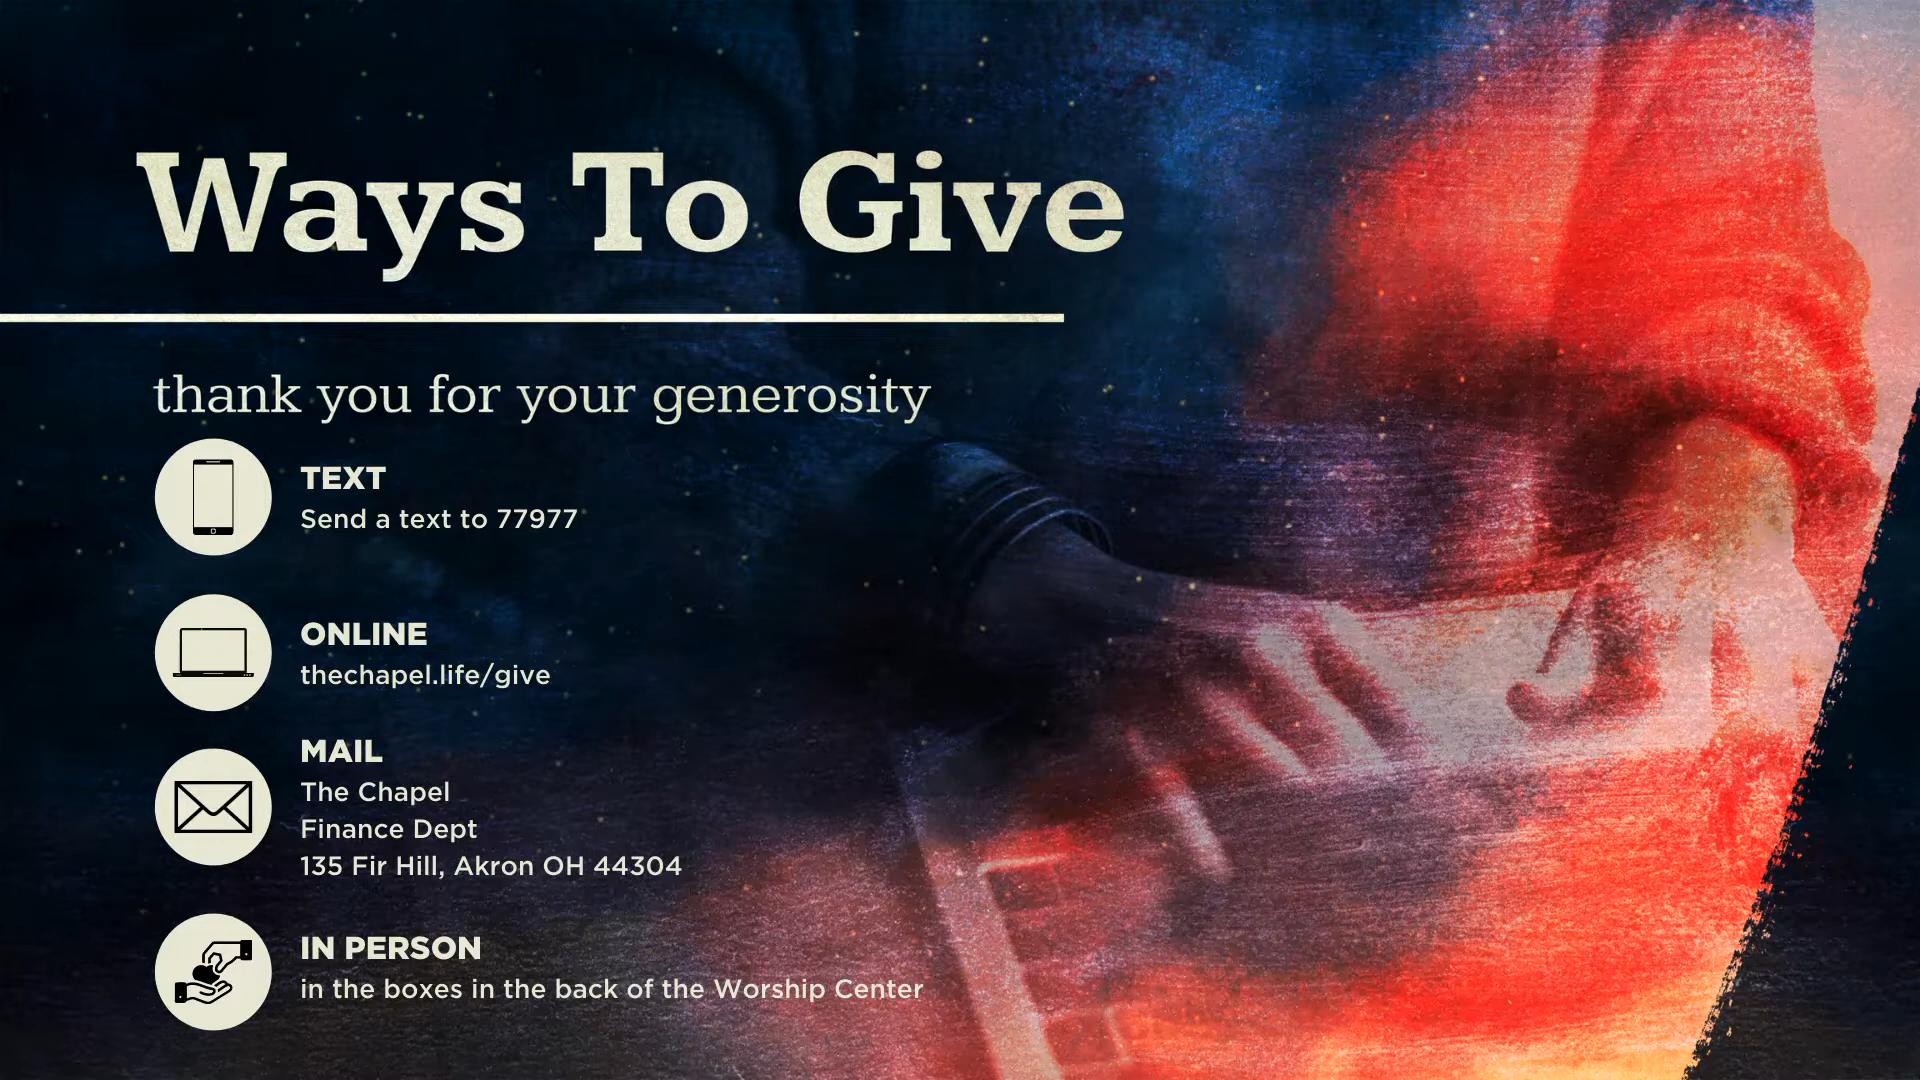 Ways To Give
thank you for your generosity
TEXT
Send a text to 77977
ONLINE
thechapel.life/give
MAIL
The Chapel
Finance Dept
135 Fir Hill, Akron OH 44304
IN PERSON
in the boxes in the back of the Worship Center